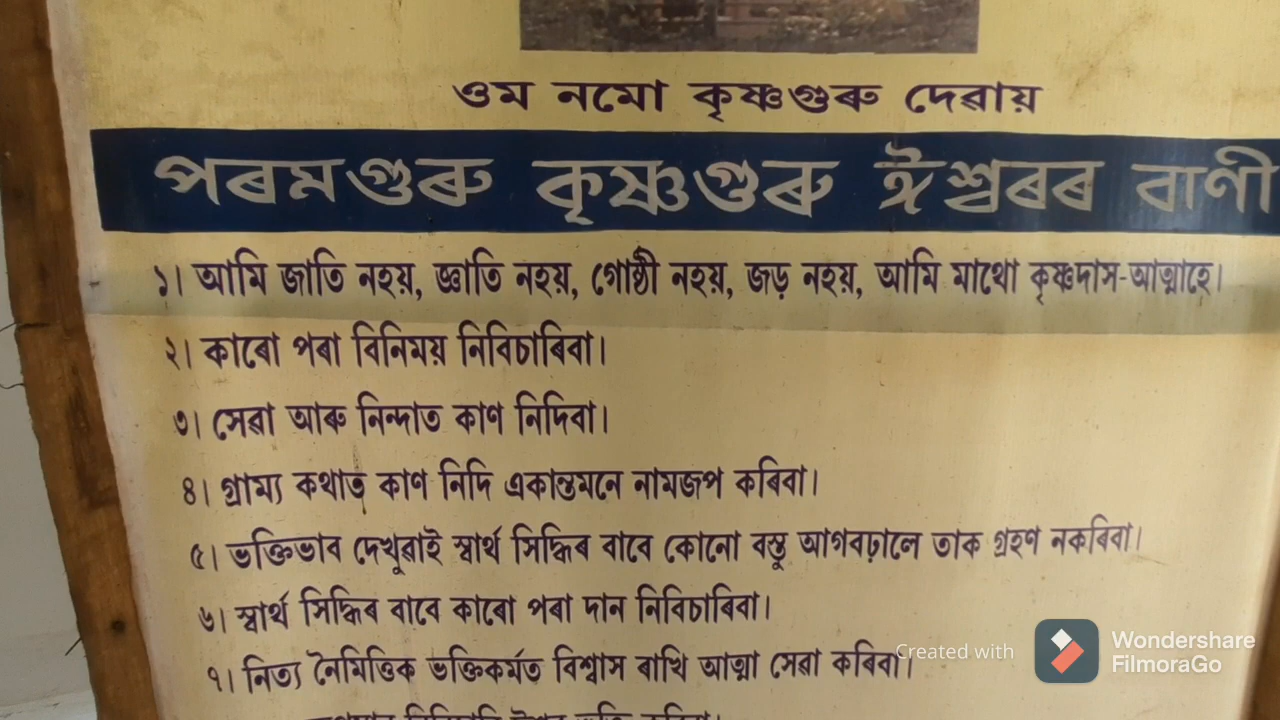 ওম নমো কৃষ্ণগুৰু দেৱায়
পৰমগুৰু কৃষ্ণগুৰু ঈশ্বৰৰ বাণী
১। আমি জাতি নহয়, জ্ঞাতি নহয়, গোষ্ঠী নহয়, জড় নহয়, আমি মাথো কৃষ্ণদাস-আত্মাহে।
২। কাৰো পৰা বিনিময় নিবিচাৰিবা।
৩। সেৱা আৰু নিন্দাত কাণ নিদিবা।
৪। গ্ৰাম্য কথাত কাণ নিদি একান্তমনে নামজপ কৰিবা।
৫। ভক্তিভাব দেখুৱাই স্বাৰ্থ সিদ্ধিৰ বাবে কোনো বস্তু আগবঢ়ালে তাক গ্ৰহণ নকৰিবা।
৬। স্বাৰ্থ সিদ্ধিৰ বাবে কাৰো পৰা দান নিবিচাৰিবা।
৭। নিত্য নৈমিত্তিক ভক্তিকৰ্মত বিশ্বাস ৰাখি আত্মা সেৱা কৰিবা।
Created with
Wondershare
FilmoraGo